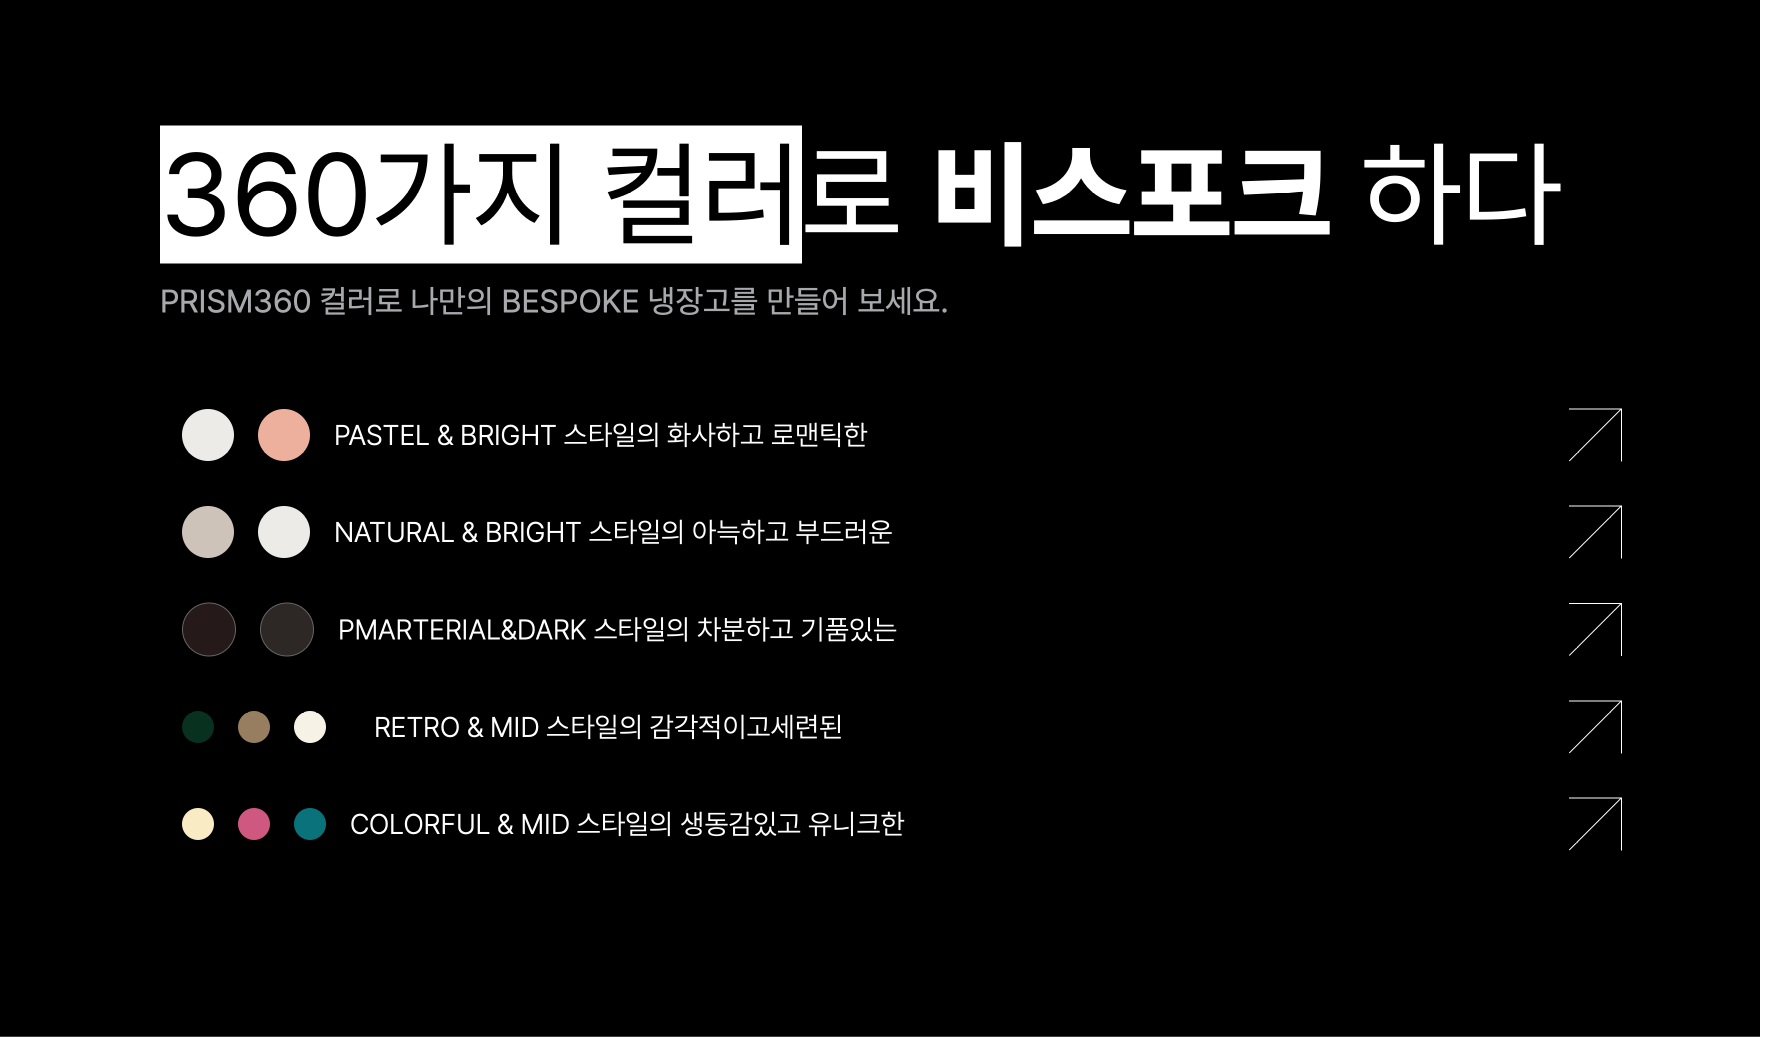 360가지 컬러로 비스포크 하다
PRISM360 컬러로 나만의 BESPOKE 냉장고를 만들어 보세요.
PASTEL & BRIGHT 스타일의 화사하고 로맨틱한
NATURAL & BRIGHT 스타일의 아늑하고 부드러운
PMARTERIAL&DARK 스타일의 차분하고 기품있는
RETRO & MID 스타일의 감각적이고세련된
COLORFUL & MID 스타일의 생동감있고 유니크한